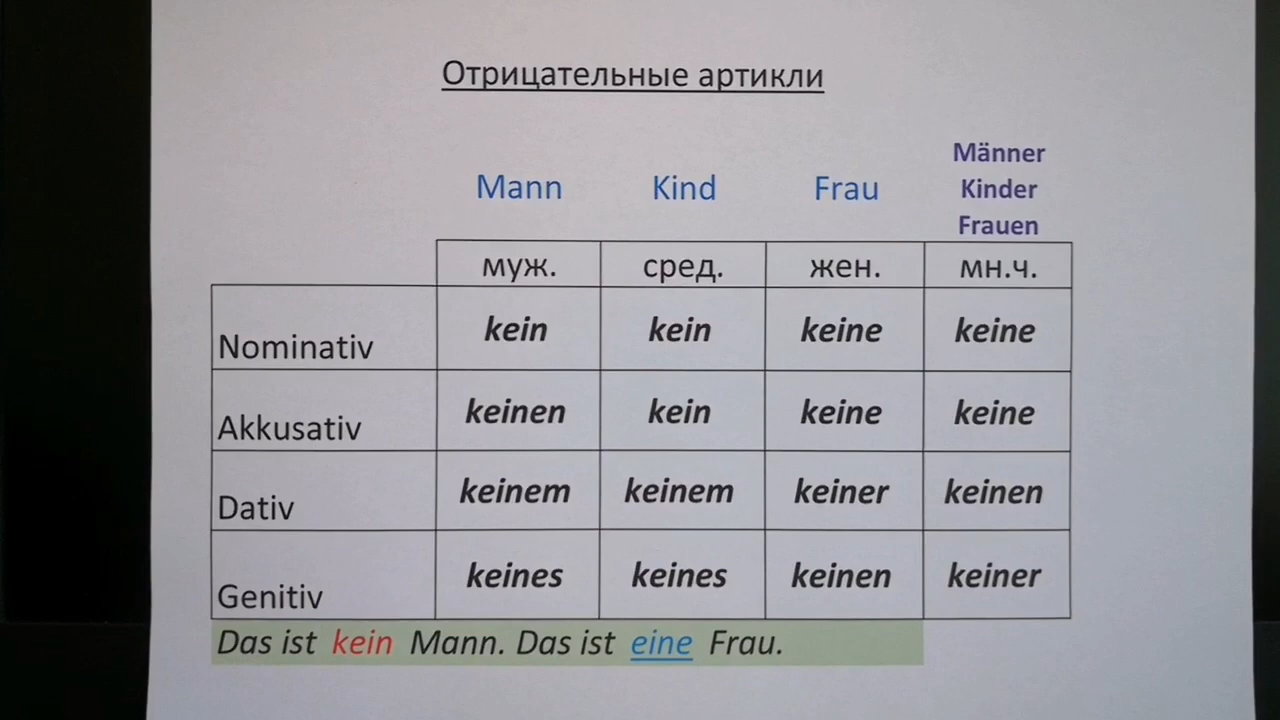 Отрицательные артикли
Männer
Mann Kind Frau Kinder
Frauen
муж. сред. жен. мн.ч.
Nominativ kein kein keine keine
Akkusativ keinen kein keine keine
Dativ keinem keinem keiner keinen
Genitiv keines keines keinen keiner
Das ist kein Mann. Das ist eine Frau.